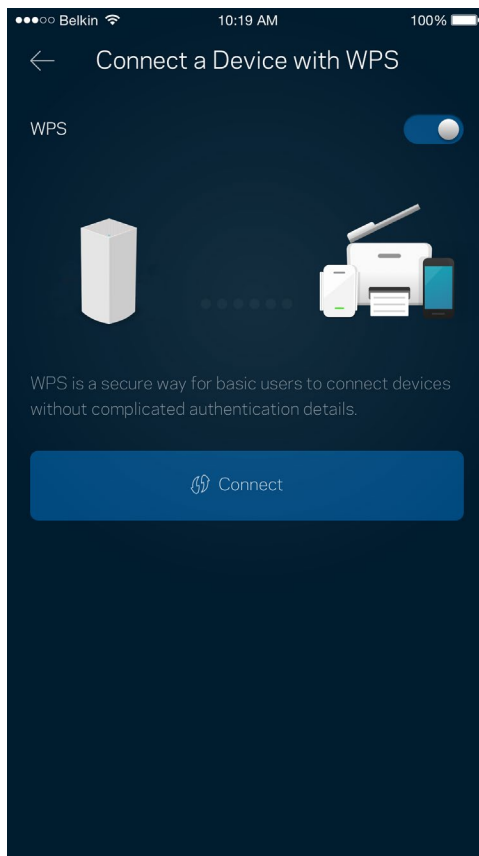 Belkin 10:19 AM 100%
Connect a Device with WPS
WPS
WPS is a secure way for basic users to connect devices
without complicated authentication details.
Connect